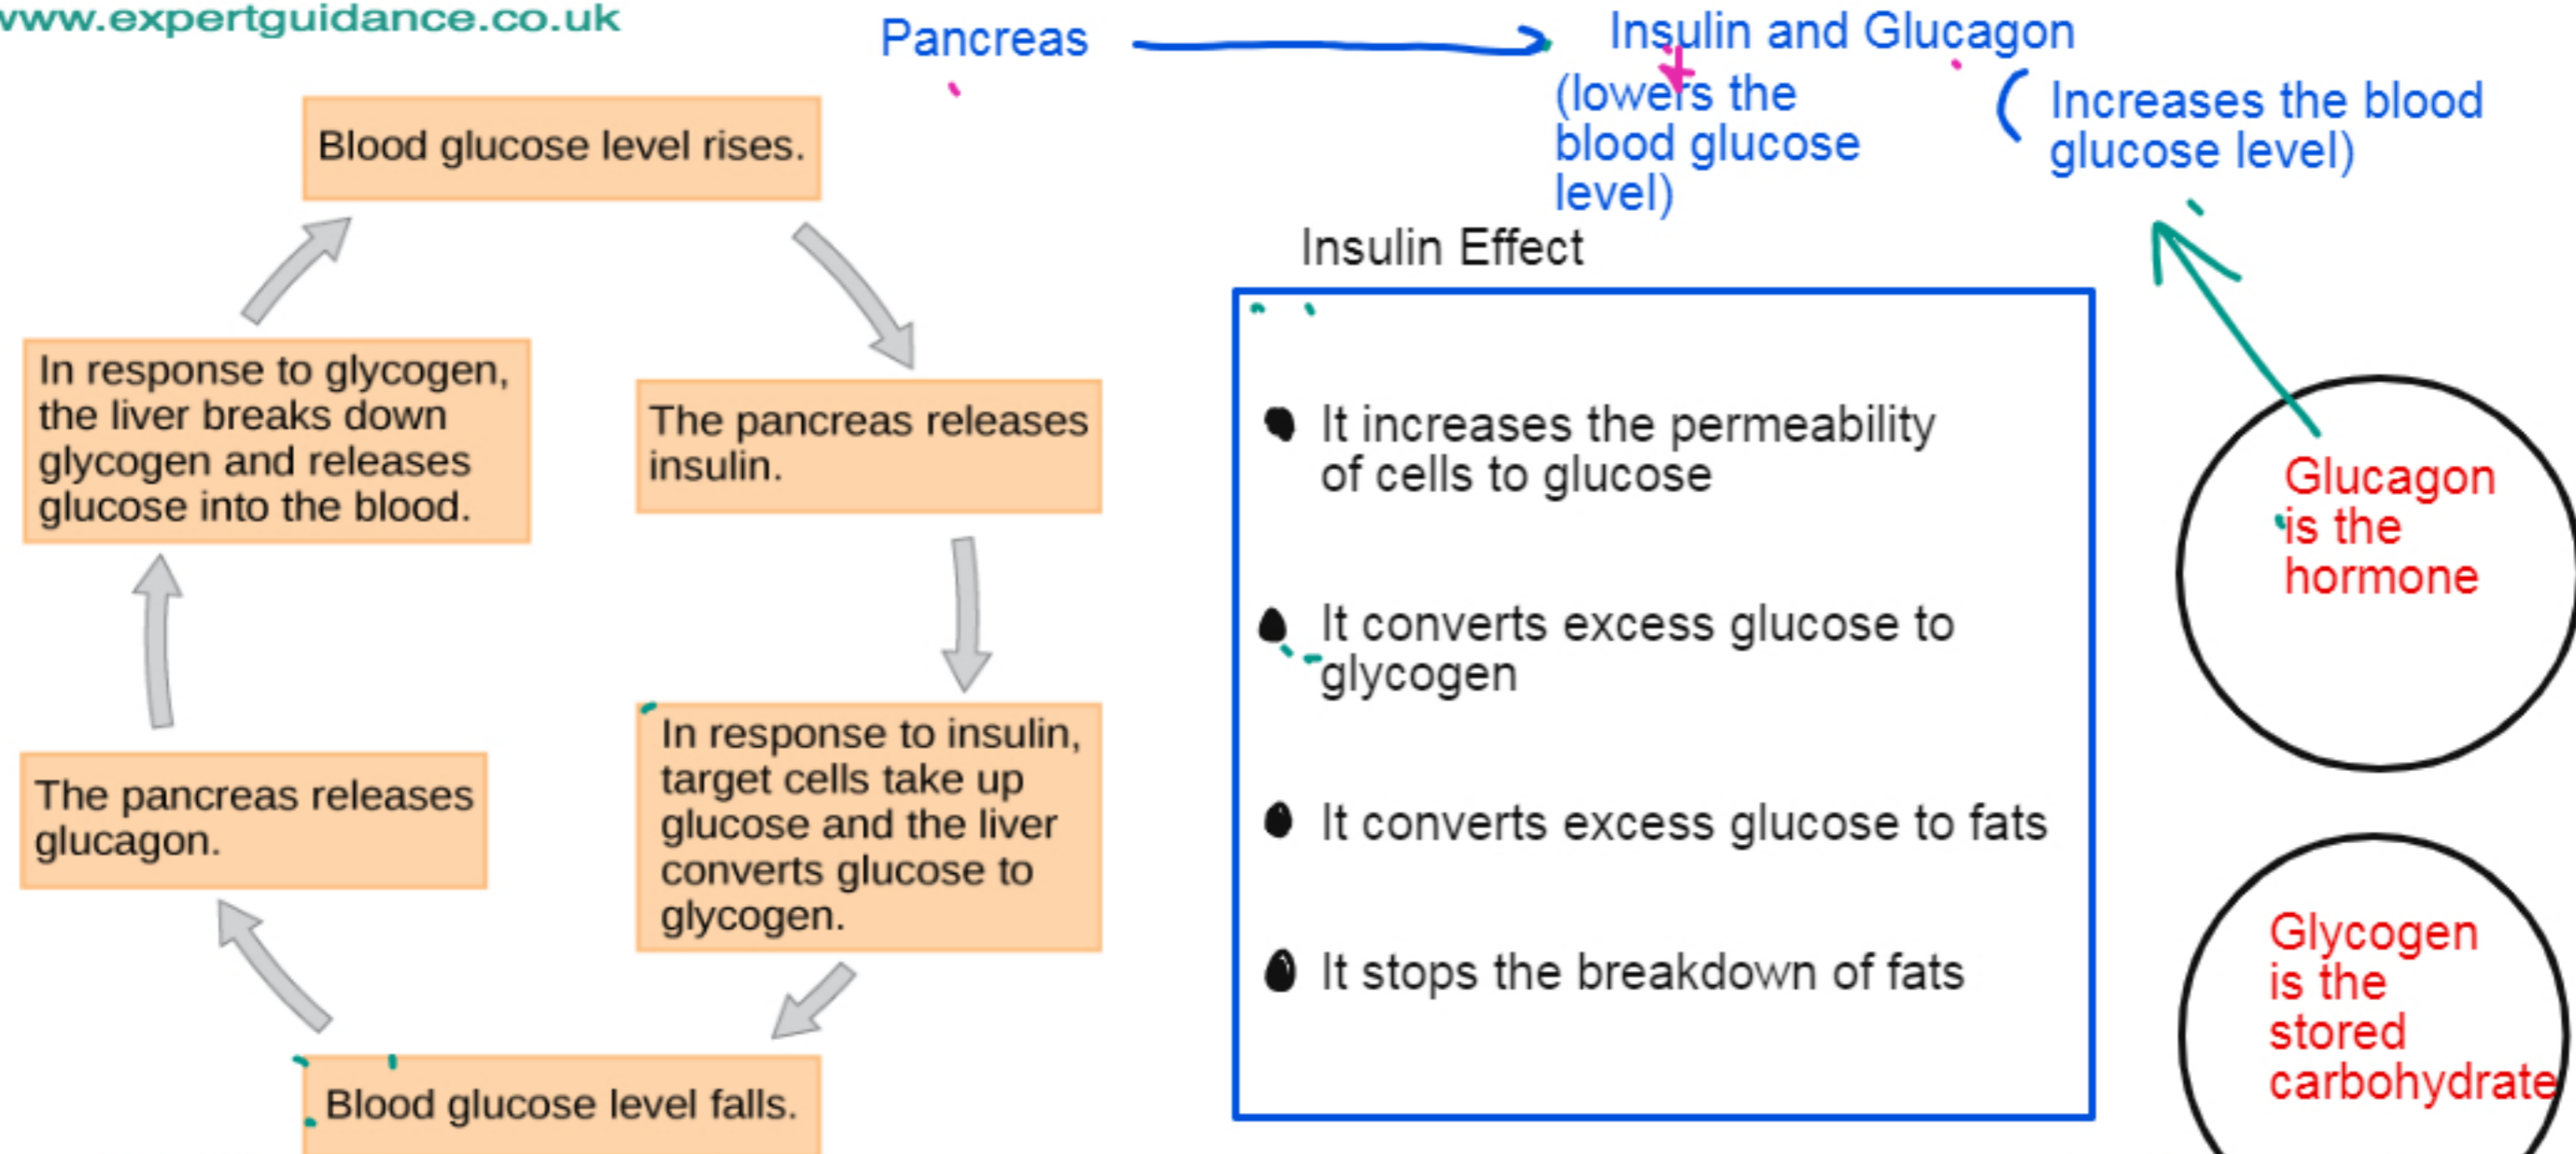 www.expertguidance.co.uk
Pancreas
Insulin and Glucagon
(lowers the
blood glucose
level)
( Increases the blood
glucose level)
Blood glucose level rises.
The pancreas releases
insulin.
In response to insulin,
target cells take up
glucose and the liver
converts glucose to
glycogen.
Blood glucose level falls.
The pancreas releases
glucagon.
In response to glycogen,
the liver breaks down
glycogen and releases
glucose into the blood.
Insulin Effect
It increases the permeability
of cells to glucose
It converts excess glucose to
glycogen
It converts excess glucose to fats
It stops the breakdown of fats
Glucagon
is the
hormone
Glycogen
is the
stored
carbohydrate